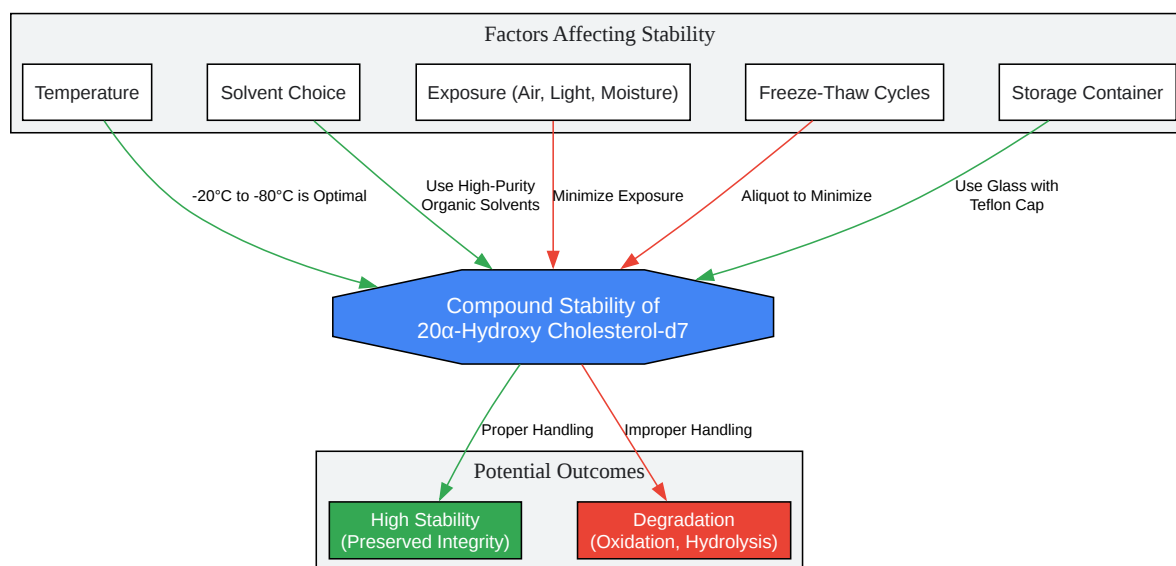 Factors Affecting Stability
Temperature
Solvent Choice
Exposure (Air, Light, Moisture)
Freeze-Thaw Cycles
Storage Container
-20°C to -80°C is Optimal
Use High-Purity
Organic Solvents
Minimize Exposure
Aliquot to Minimize
Use Glass with
Teflon Cap
Compound Stability of
20α-Hydroxy Cholesterol-d7
Proper Handling
Improper Handling
Potential Outcomes
High Stability
(Preserved Integrity)
Degradation
(Oxidation, Hydrolysis)